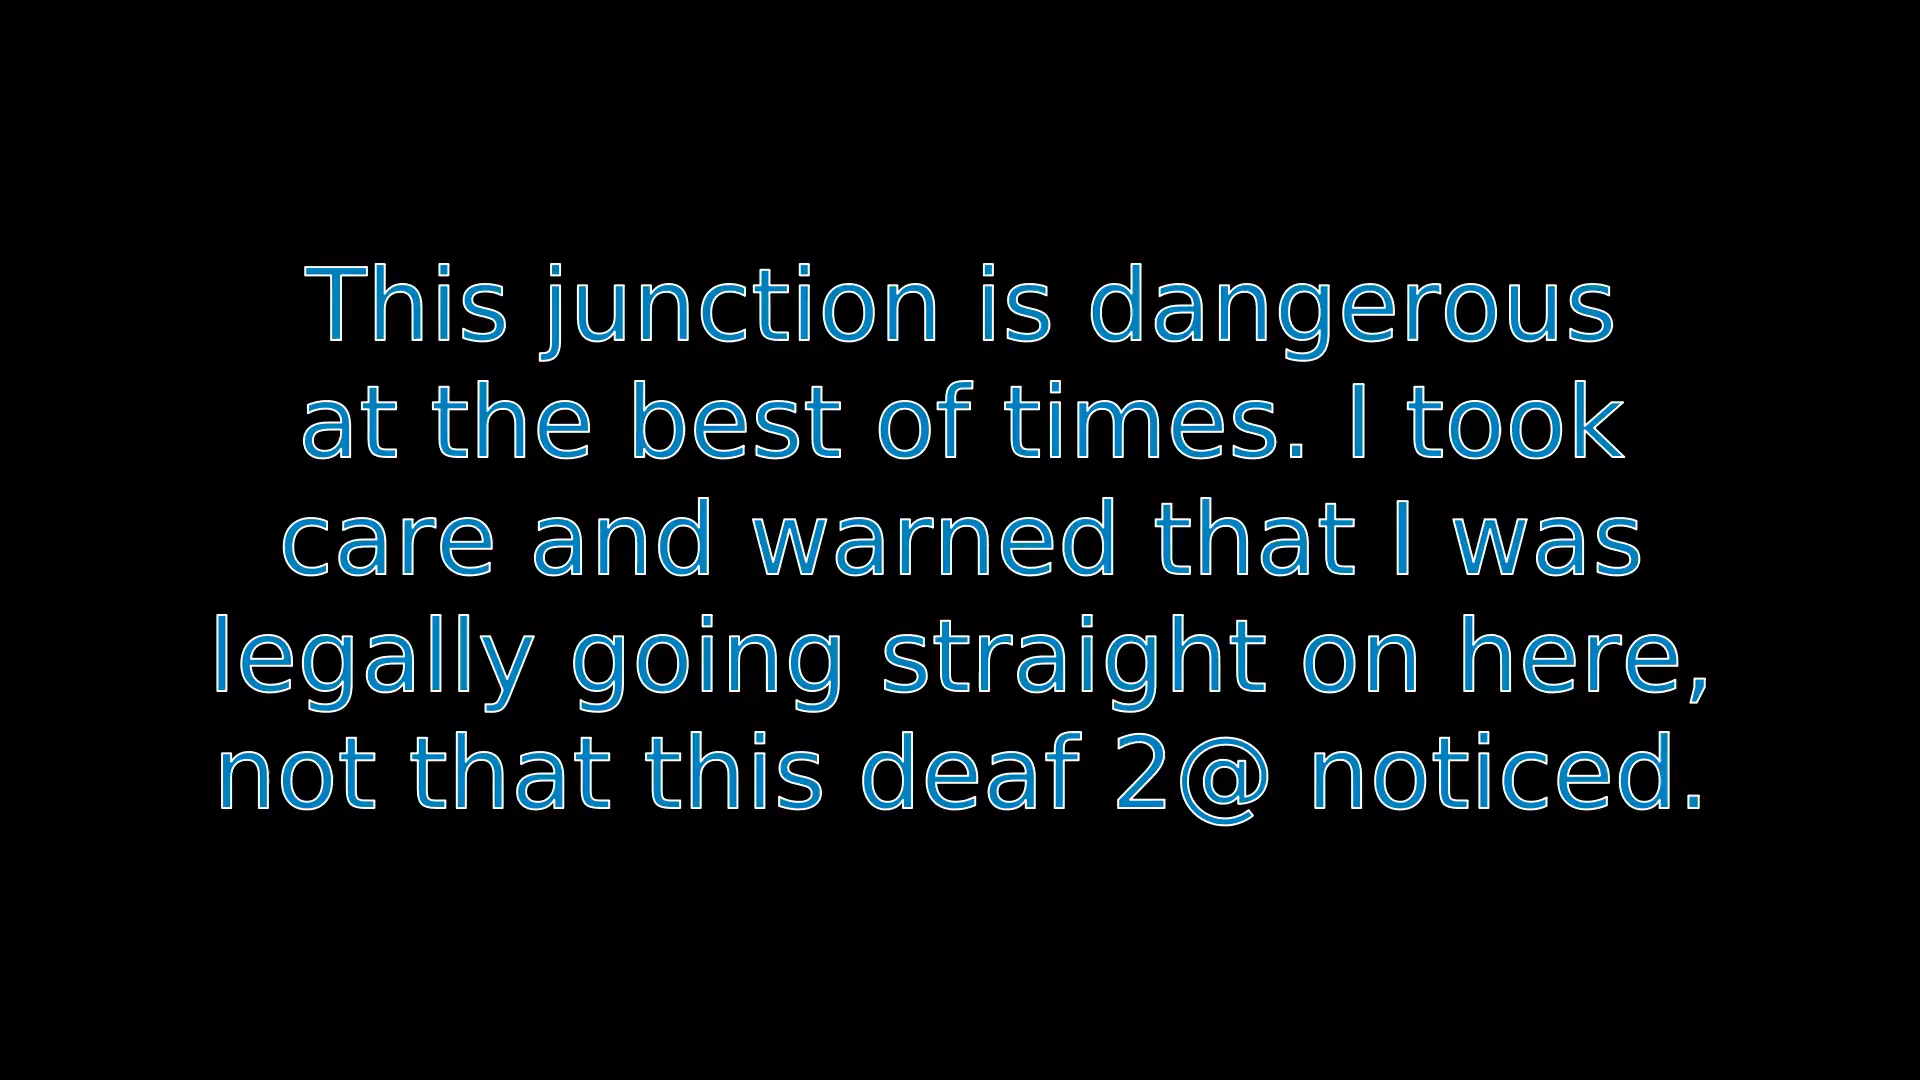 This junction is dangerous
at the best of times. I took
care and warned that I was
legally going straight on here,
not that this deaf 2@ noticed.